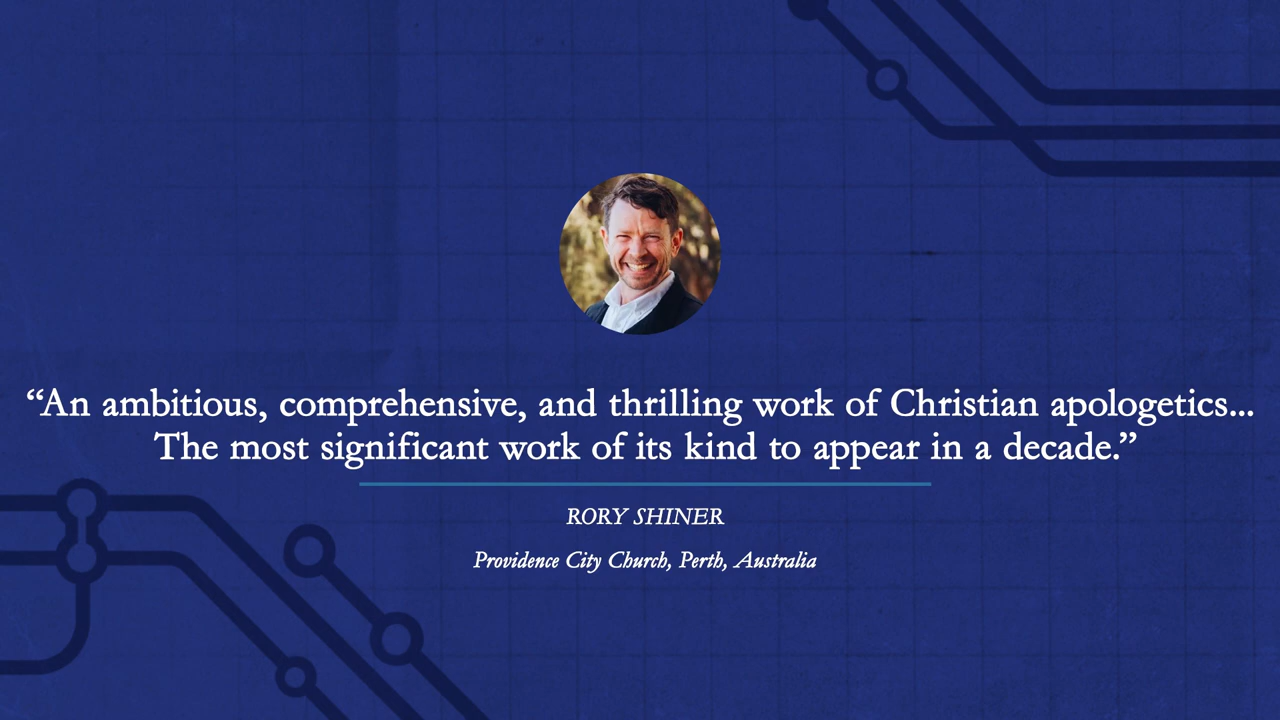 “An ambitious, comprehensive, and thrilling work of Christian apologetics...
The most significant work of its kind to appear in a decade.”
RORY SHINER
Providence City Church, Perth, Australia